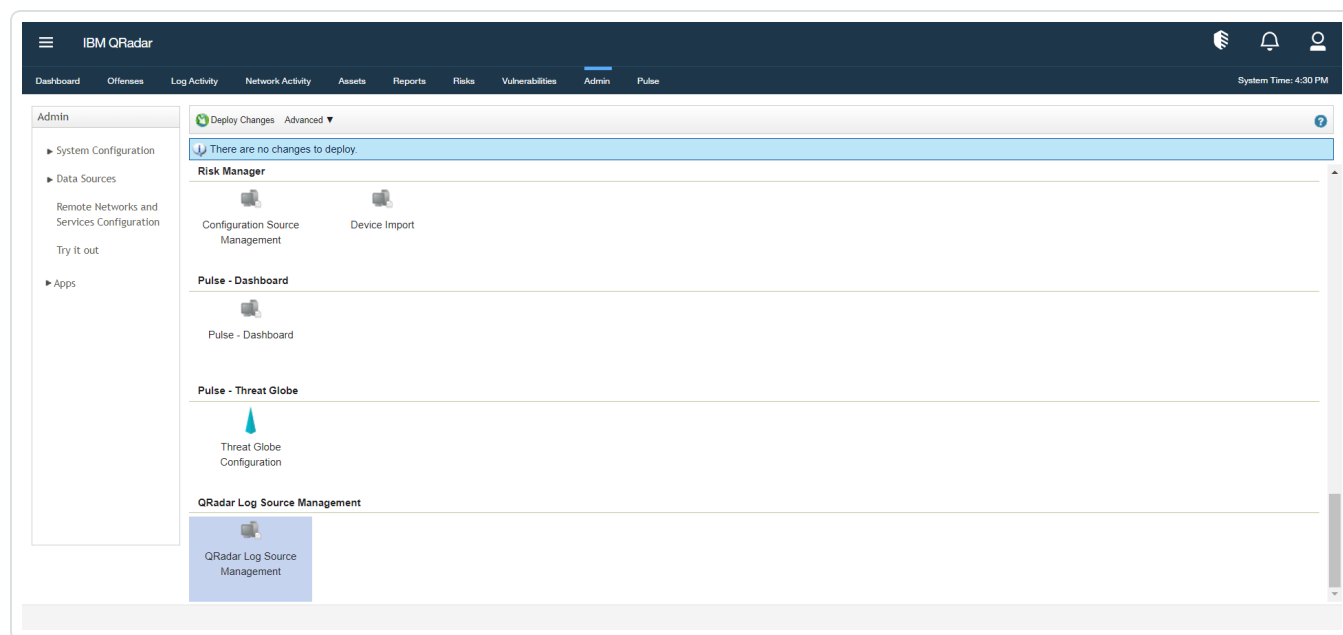 IBM QRadar
Dashboard Offenses Log Activity Network Activity Assets Reports Risks Vulnerabilities Admin Pulse System Time: 4:30 PM
Admin
System Configuration
Data Sources
Remote Networks and
Services Configuration
Try it out
Apps
Deploy Changes Advanced ▼
There are no changes to deploy.
Risk Manager
Configuration Source
Management
Device Import
Pulse - Dashboard
Pulse - Dashboard
Pulse - Threat Globe
Threat Globe
Configuration
QRadar Log Source Management
QRadar Log Source
Management